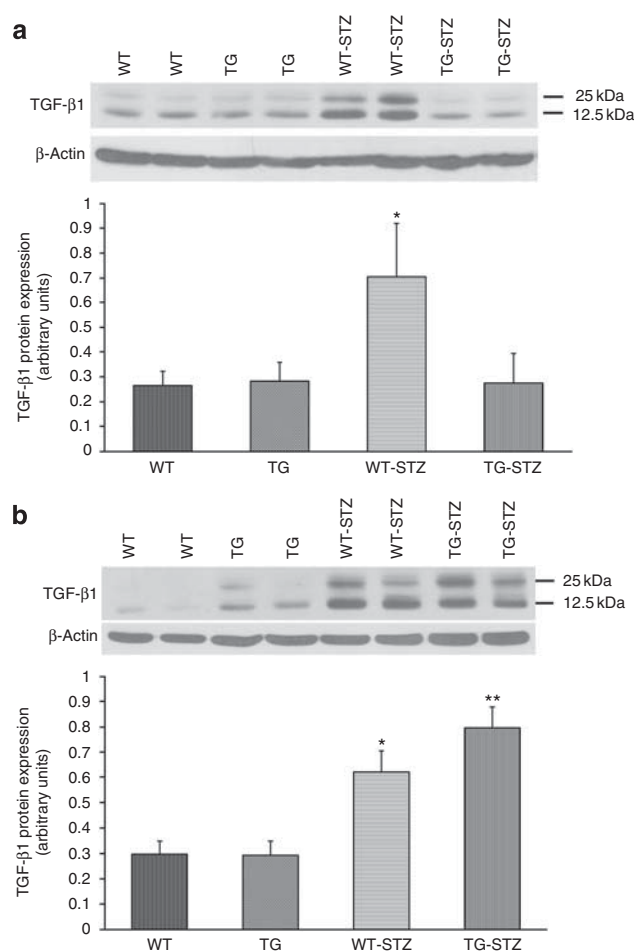 a
WT WT TG TG WT-STZ WT-STZ TG-STZ TG-STZ
TGF-β1
25 kDa
12.5 kDa
β-Actin
TGF-β1 protein expression
(arbitrary units)
1
0.9
0.8
0.7
0.6
0.5
0.4
0.3
0.2
0.1
0
*
WT TG WT-STZ TG-STZ
b
WT WT TG TG WT-STZ WT-STZ TG-STZ TG-STZ
TGF-β1
25 kDa
12.5 kDa
β-Actin
TGF-β1 protein expression
(arbitrary units)
1
0.9
0.8
0.7
0.6
0.5
0.4
0.3
0.2
0.1
0
*
**
WT TG WT-STZ TG-STZ